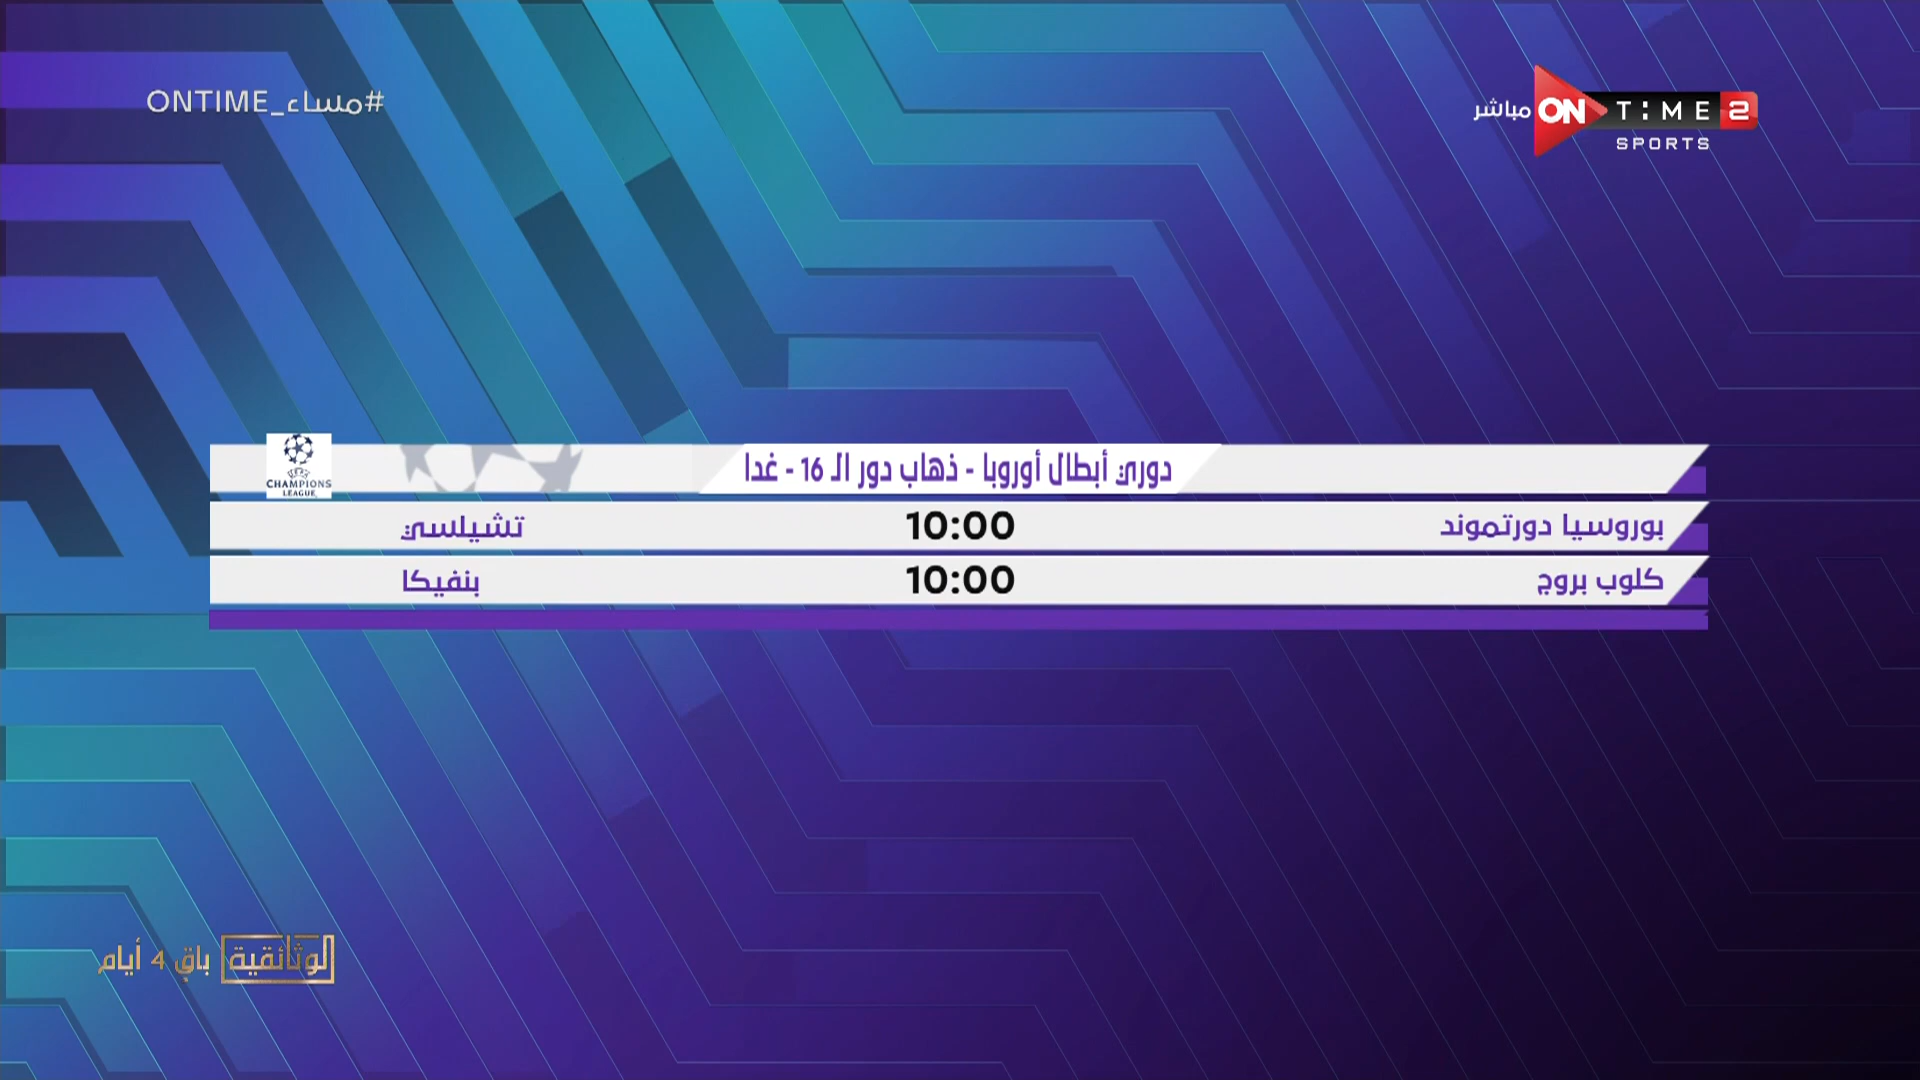 #مساء_ONTIME
مباشر ON TIME 2
SPORTS
دوري أبطال أوروبا - ذهاب دور الـ 16 - غدا
UEFA
CHAMPIONS
LEAGUE
بوروسيا دورتموند 10:00 تشيلسي
كلوب بروج 10:00 بنفيكا
الوثائقية باق 4 أيام